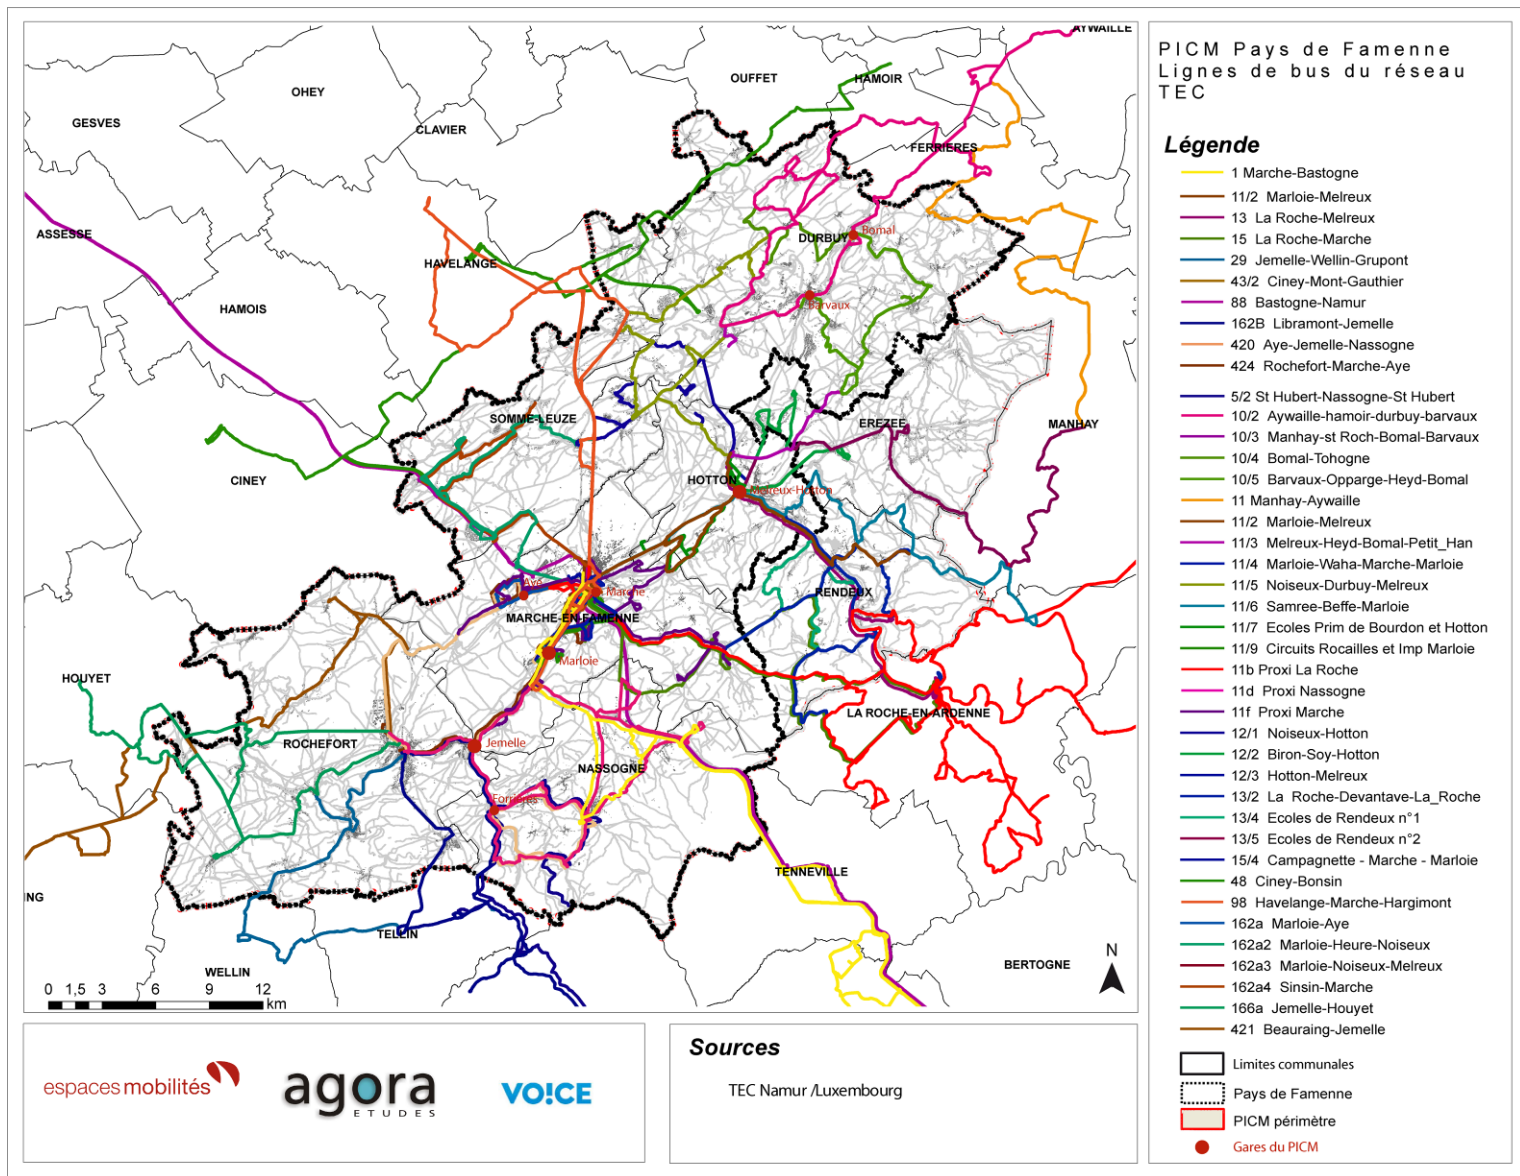 AYWAILLE
OUFFET
HAMOIR
OHEY
GESVES
CLAVIER
FERRIERES
ASSESSE
DURBUY
Bomal
HAVELANGE
HAMOIS
Barvaux
SOMME-LEUZE
EREZEE
MANHAY
CINEY
HOTTON
Melreux-Hotton
Aye
Marche
RENDEUX
MARCHE-EN-FAMENNE
Marloie
HOUYET
LA ROCHE-EN-ARDENNE
ROCHEFORT
Jemelle
NASSOGNE
Forrières
TENNEVILLE
ING
TELLIN
WELLIN
BERTOGNE
N
0 1,5 3 6 9 12
km
PICM Pays de Famenne
Lignes de bus du réseau
TEC
Légende
1 Marche-Bastogne
11/2 Marloie-Melreux
13 La Roche-Melreux
15 La Roche-Marche
29 Jemelle-Wellin-Grupont
43/2 Ciney-Mont-Gauthier
88 Bastogne-Namur
162B Libramont-Jemelle
420 Aye-Jemelle-Nassogne
424 Rochefort-Marche-Aye
5/2 St Hubert-Nassogne-St Hubert
10/2 Aywaille-hamoir-durbuy-barvaux
10/3 Manhay-st Roch-Bomal-Barvaux
10/4 Bomal-Tohogne
10/5 Barvaux-Opparge-Heyd-Bomal
11 Manhay-Aywaille
11/2 Marloie-Melreux
11/3 Melreux-Heyd-Bomal-Petit_Han
11/4 Marloie-Waha-Marche-Marloie
11/5 Noiseux-Durbuy-Melreux
11/6 Samree-Beffe-Marloie
11/7 Ecoles Prim de Bourdon et Hotton
11/9 Circuits Rocailles et Imp Marloie
11b Proxi La Roche
11d Proxi Nassogne
11f Proxi Marche
12/1 Noiseux-Hotton
12/2 Biron-Soy-Hotton
12/3 Hotton-Melreux
13/2 La Roche-Devantave-La_Roche
13/4 Ecoles de Rendeux n°1
13/5 Ecoles de Rendeux n°2
15/4 Campagnette - Marche - Marloie
48 Ciney-Bonsin
98 Havelange-Marche-Hargimont
162a Marloie-Aye
162a2 Marloie-Heure-Noiseux
162a3 Marloie-Noiseux-Melreux
162a4 Sinsin-Marche
166a Jemelle-Houyet
421 Beauraing-Jemelle
Limites communales
Pays de Famenne
PICM périmètre
Gares du PICM
espaces mobilités
agora
ETUDES
VO!CE
Sources
TEC Namur /Luxembourg